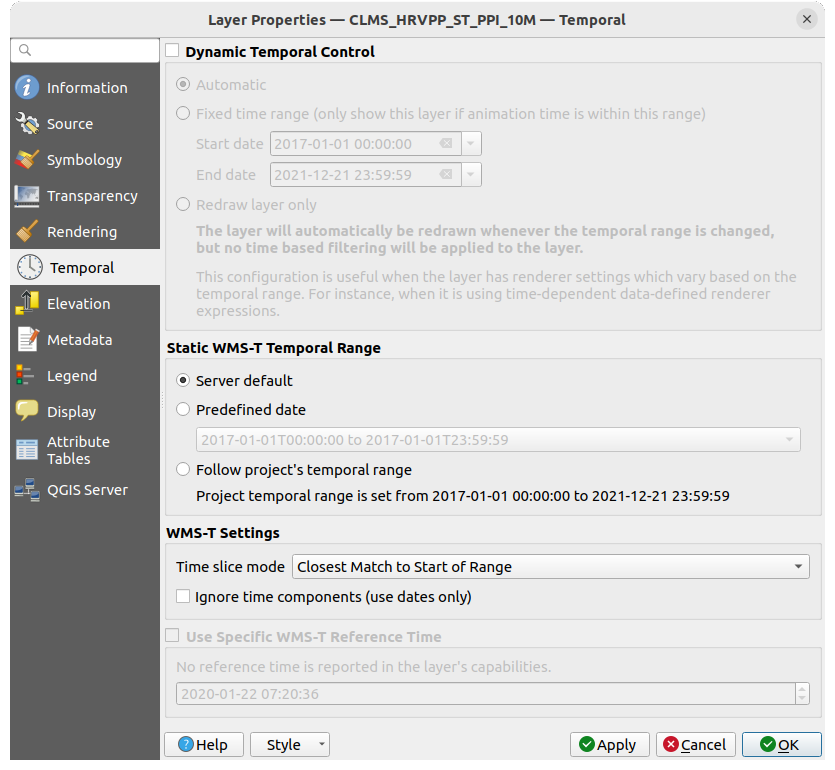 Layer Properties — CLMS_HRVPP_ST_PPI_10M — Temporal
Information
Source
Symbology
Transparency
Rendering
Temporal
Elevation
Metadata
Legend
Display
Attribute
Tables
QGIS Server
Dynamic Temporal Control
Automatic
Fixed time range (only show this layer if animation time is within this range)
Start date 2017-01-01 00:00:00
End date 2021-12-21 23:59:59
Redraw layer only
The layer will automatically be redrawn whenever the temporal range is changed,
but no time based filtering will be applied to the layer.
This configuration is useful when the layer has renderer settings which vary based on the
temporal range. For instance, when it is using time-dependent data-defined renderer
expressions.
Static WMS-T Temporal Range
Server default
Predefined date
2017-01-01T00:00:00 to 2017-01-01T23:59:59
Follow project's temporal range
Project temporal range is set from 2017-01-01 00:00:00 to 2021-12-21 23:59:59
WMS-T Settings
Time slice mode Closest Match to Start of Range
Ignore time components (use dates only)
Use Specific WMS-T Reference Time
No reference time is reported in the layer's capabilities.
2020-01-22 07:20:36
Help Style Apply Cancel OK